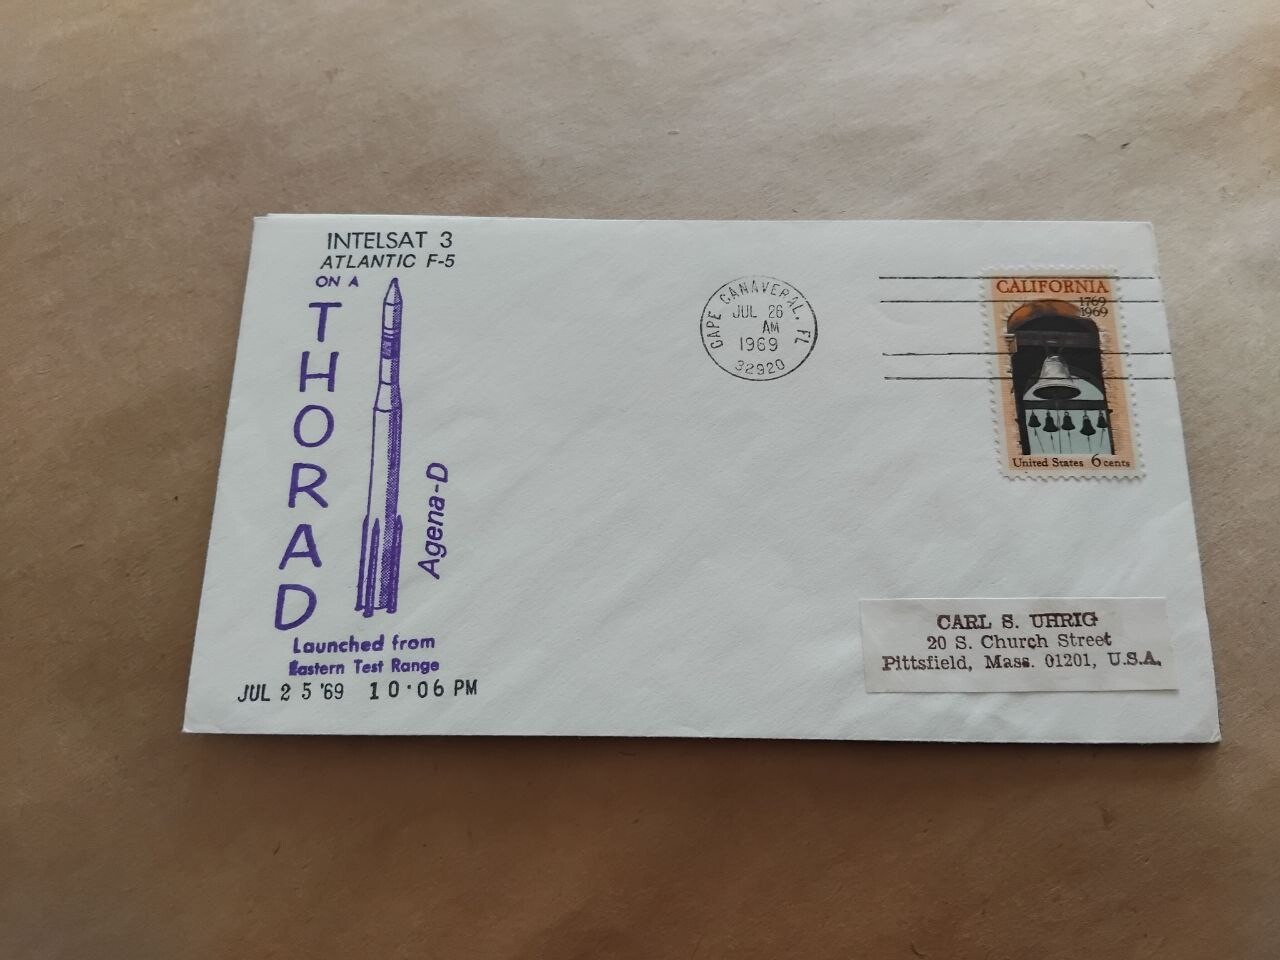 INTELSAT 3
ATLANTIC F-5
ON A
THORAD
Agena-D
Launched from
Eastern Test Range
JUL 25 '69 10·06 PM
CAPE CANAVERAL, FL
JUL 26
AM
1969
32920
CALIFORNIA
1769
1969
United States 6 cents
CARL S. UHRIG
20 S. Church Street
Pittsfield, Mass. 01201, U.S.A.